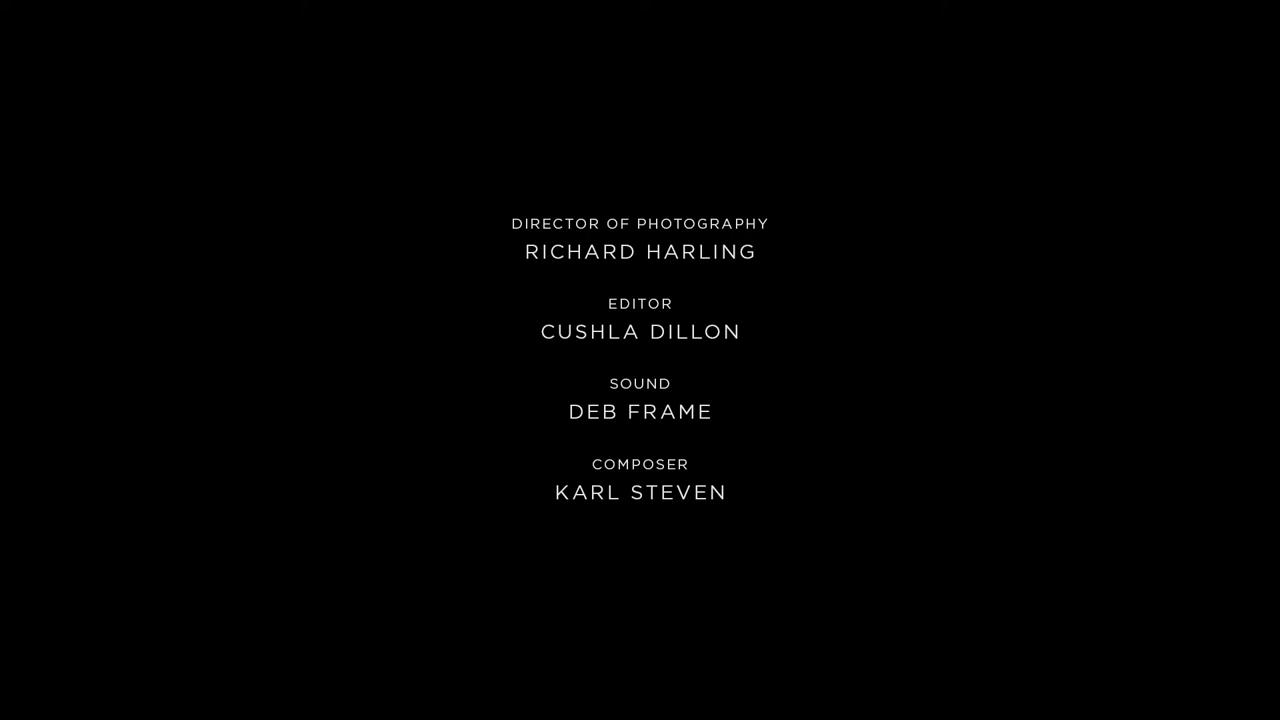 DIRECTOR OF PHOTOGRAPHY
RICHARD HARLING
EDITOR
CUSHLA DILLON
SOUND
DEB FRAME
COMPOSER
KARL STEVEN